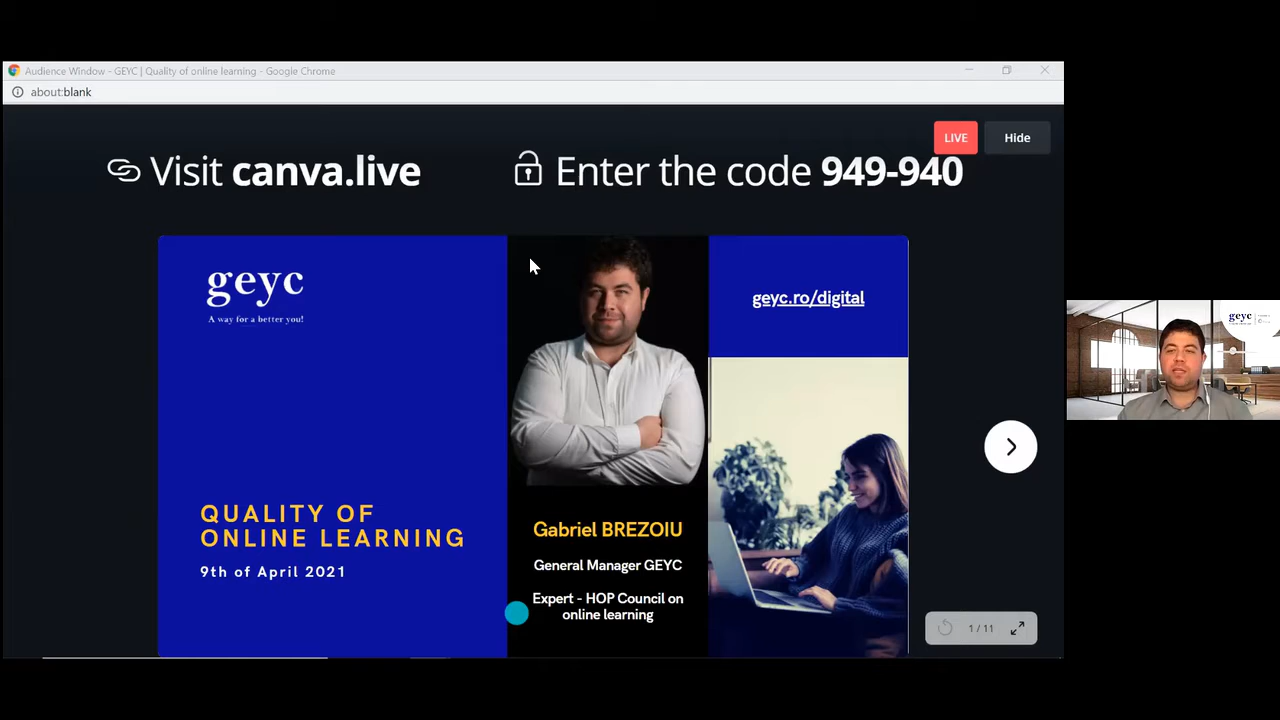 Audience Window - GEYC | Quality of online learning - Google Chrome
about:blank
LIVE
Hide
Visit canva.live
Enter the code 949-940
geyc
A way for a better you!
geyc.ro/digital
QUALITY OF
ONLINE LEARNING
9th of April 2021
Gabriel BREZOIU
General Manager GEYC
Expert - HOP Council on
online learning
1 / 11
geyc